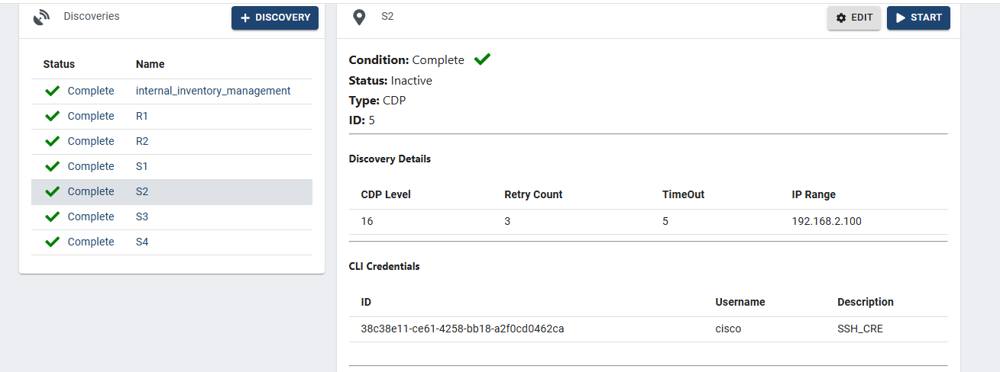 Discoveries
+ DISCOVERY
Status Name
Complete internal_inventory_management
Complete R1
Complete R2
Complete S1
Complete S2
Complete S3
Complete S4
S2
EDIT
START
Condition: Complete
Status: Inactive
Type: CDP
ID: 5
Discovery Details
CDP Level Retry Count TimeOut IP Range
16 3 5 192.168.2.100
CLI Credentials
ID Username Description
38c38e11-ce61-4258-bb18-a2f0cd0462ca cisco SSH_CRE